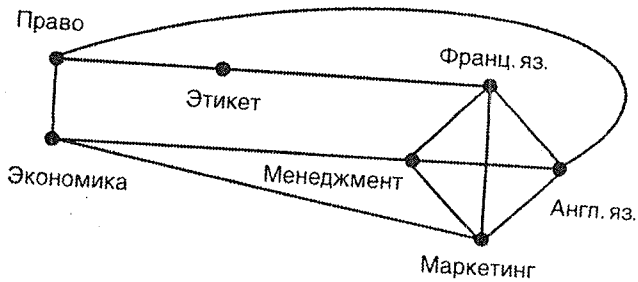 Право
Франц. яз.
Этикет
Экономика
Менеджмент
Англ. яз.
Маркетинг